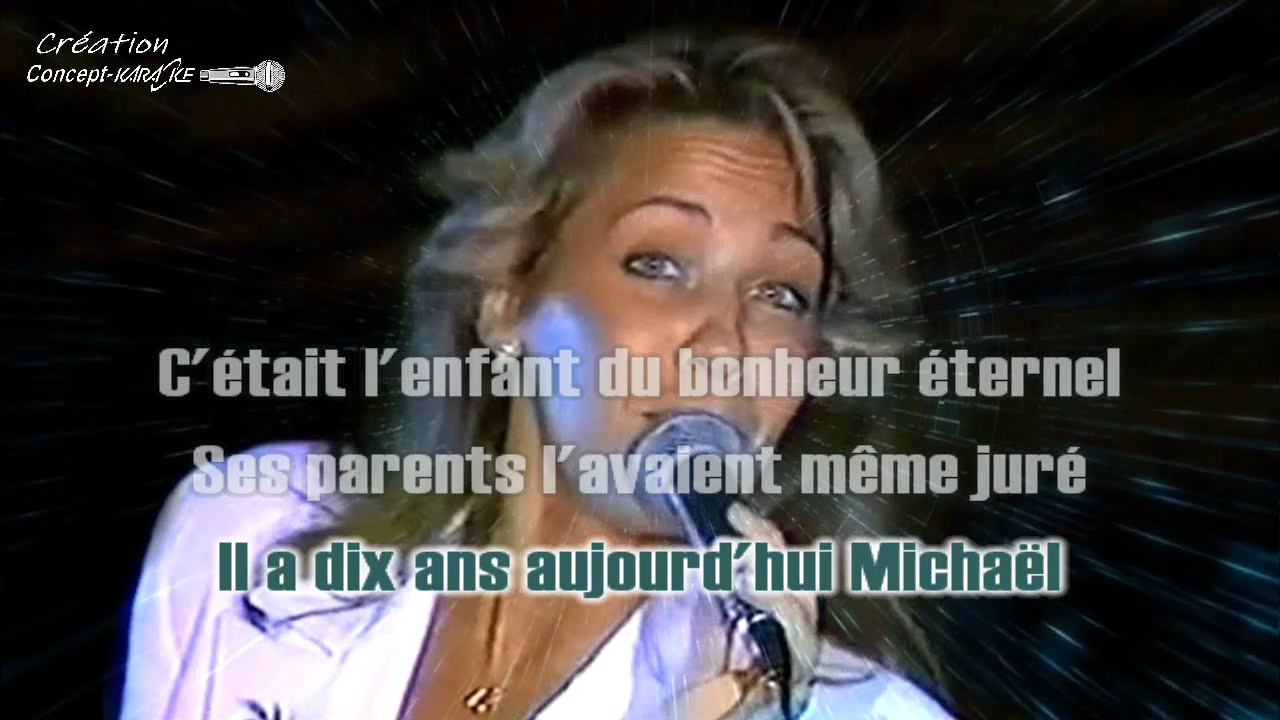 Création
Concept-KARAOKE
C'était l'enfant du bonheur éternel
Ses parents l'avaient même juré
Il a dix ans aujourd'hui Michaël